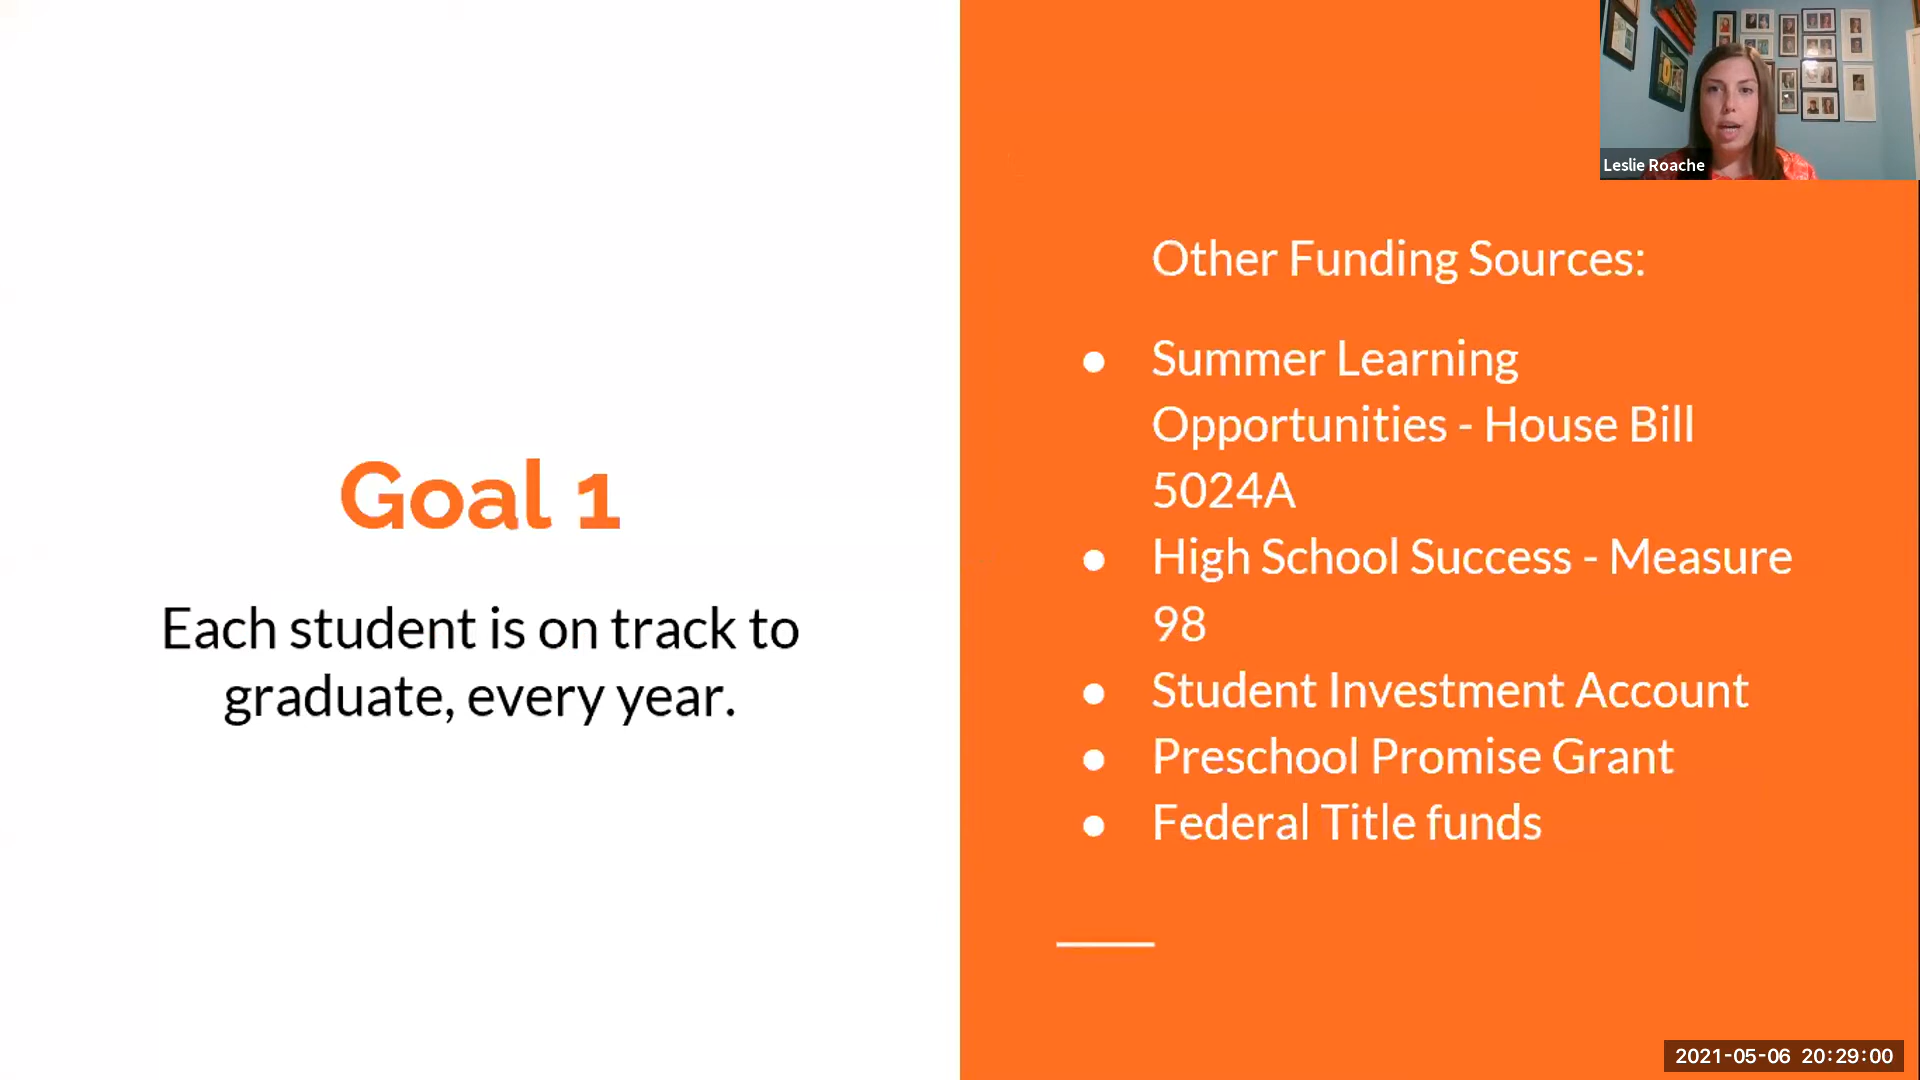 Goal 1
Each student is on track to
graduate, every year.
Leslie Roache
Other Funding Sources:
● Summer Learning
Opportunities - House Bill
5024A
● High School Success - Measure
98
● Student Investment Account
● Preschool Promise Grant
● Federal Title funds
2021-05-06 20:29:00